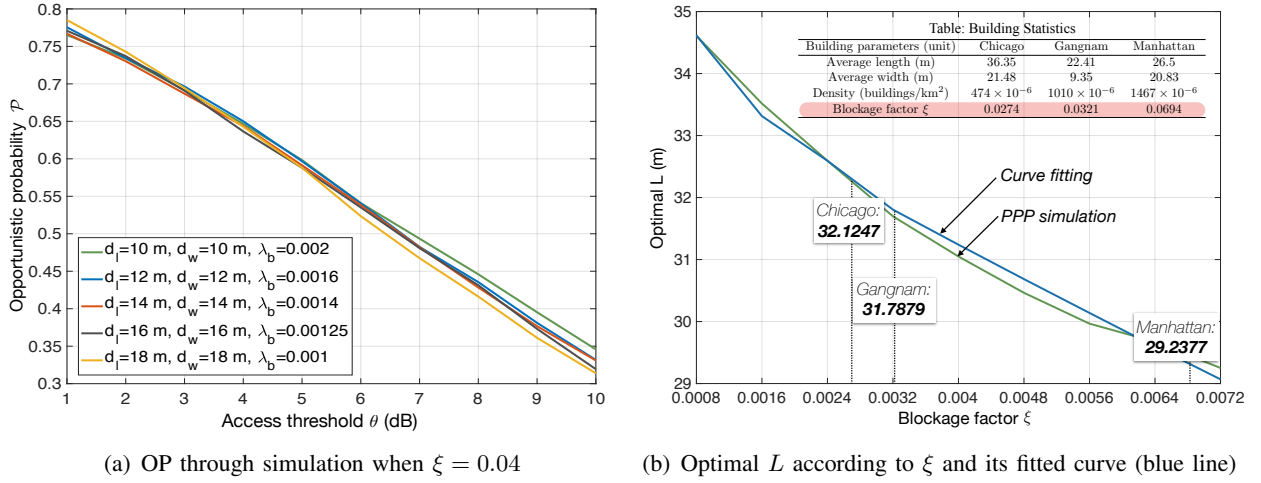 0.8
0.75
0.7
0.65
0.6
0.55
0.5
0.45
0.4
0.35
0.3
Opportunistic probability 𝒫
d_l=10 m, d_w=10 m, λ_b=0.002
d_l=12 m, d_w=12 m, λ_b=0.0016
d_l=14 m, d_w=14 m, λ_b=0.0014
d_l=16 m, d_w=16 m, λ_b=0.00125
d_l=18 m, d_w=18 m, λ_b=0.001
1 2 3 4 5 6 7 8 9 10
Access threshold θ (dB)
(a) OP through simulation when ξ = 0.04
35
34
33
32
31
30
29
Optimal L (m)
Table: Building Statistics
Building parameters (unit) Chicago Gangnam Manhattan
Average length (m) 36.35 22.41 26.5
Average width (m) 21.48 9.35 20.83
Density (buildings/km²) 474 × 10⁻⁶ 1010 × 10⁻⁶ 1467 × 10⁻⁶
Blockage factor ξ 0.0274 0.0321 0.0694
Curve fitting
PPP simulation
Chicago:
32.1247
Gangnam:
31.7879
Manhattan:
29.2377
0.0008 0.0016 0.0024 0.0032 0.004 0.0048 0.0056 0.0064 0.0072
Blockage factor ξ
(b) Optimal L according to ξ and its fitted curve (blue line)